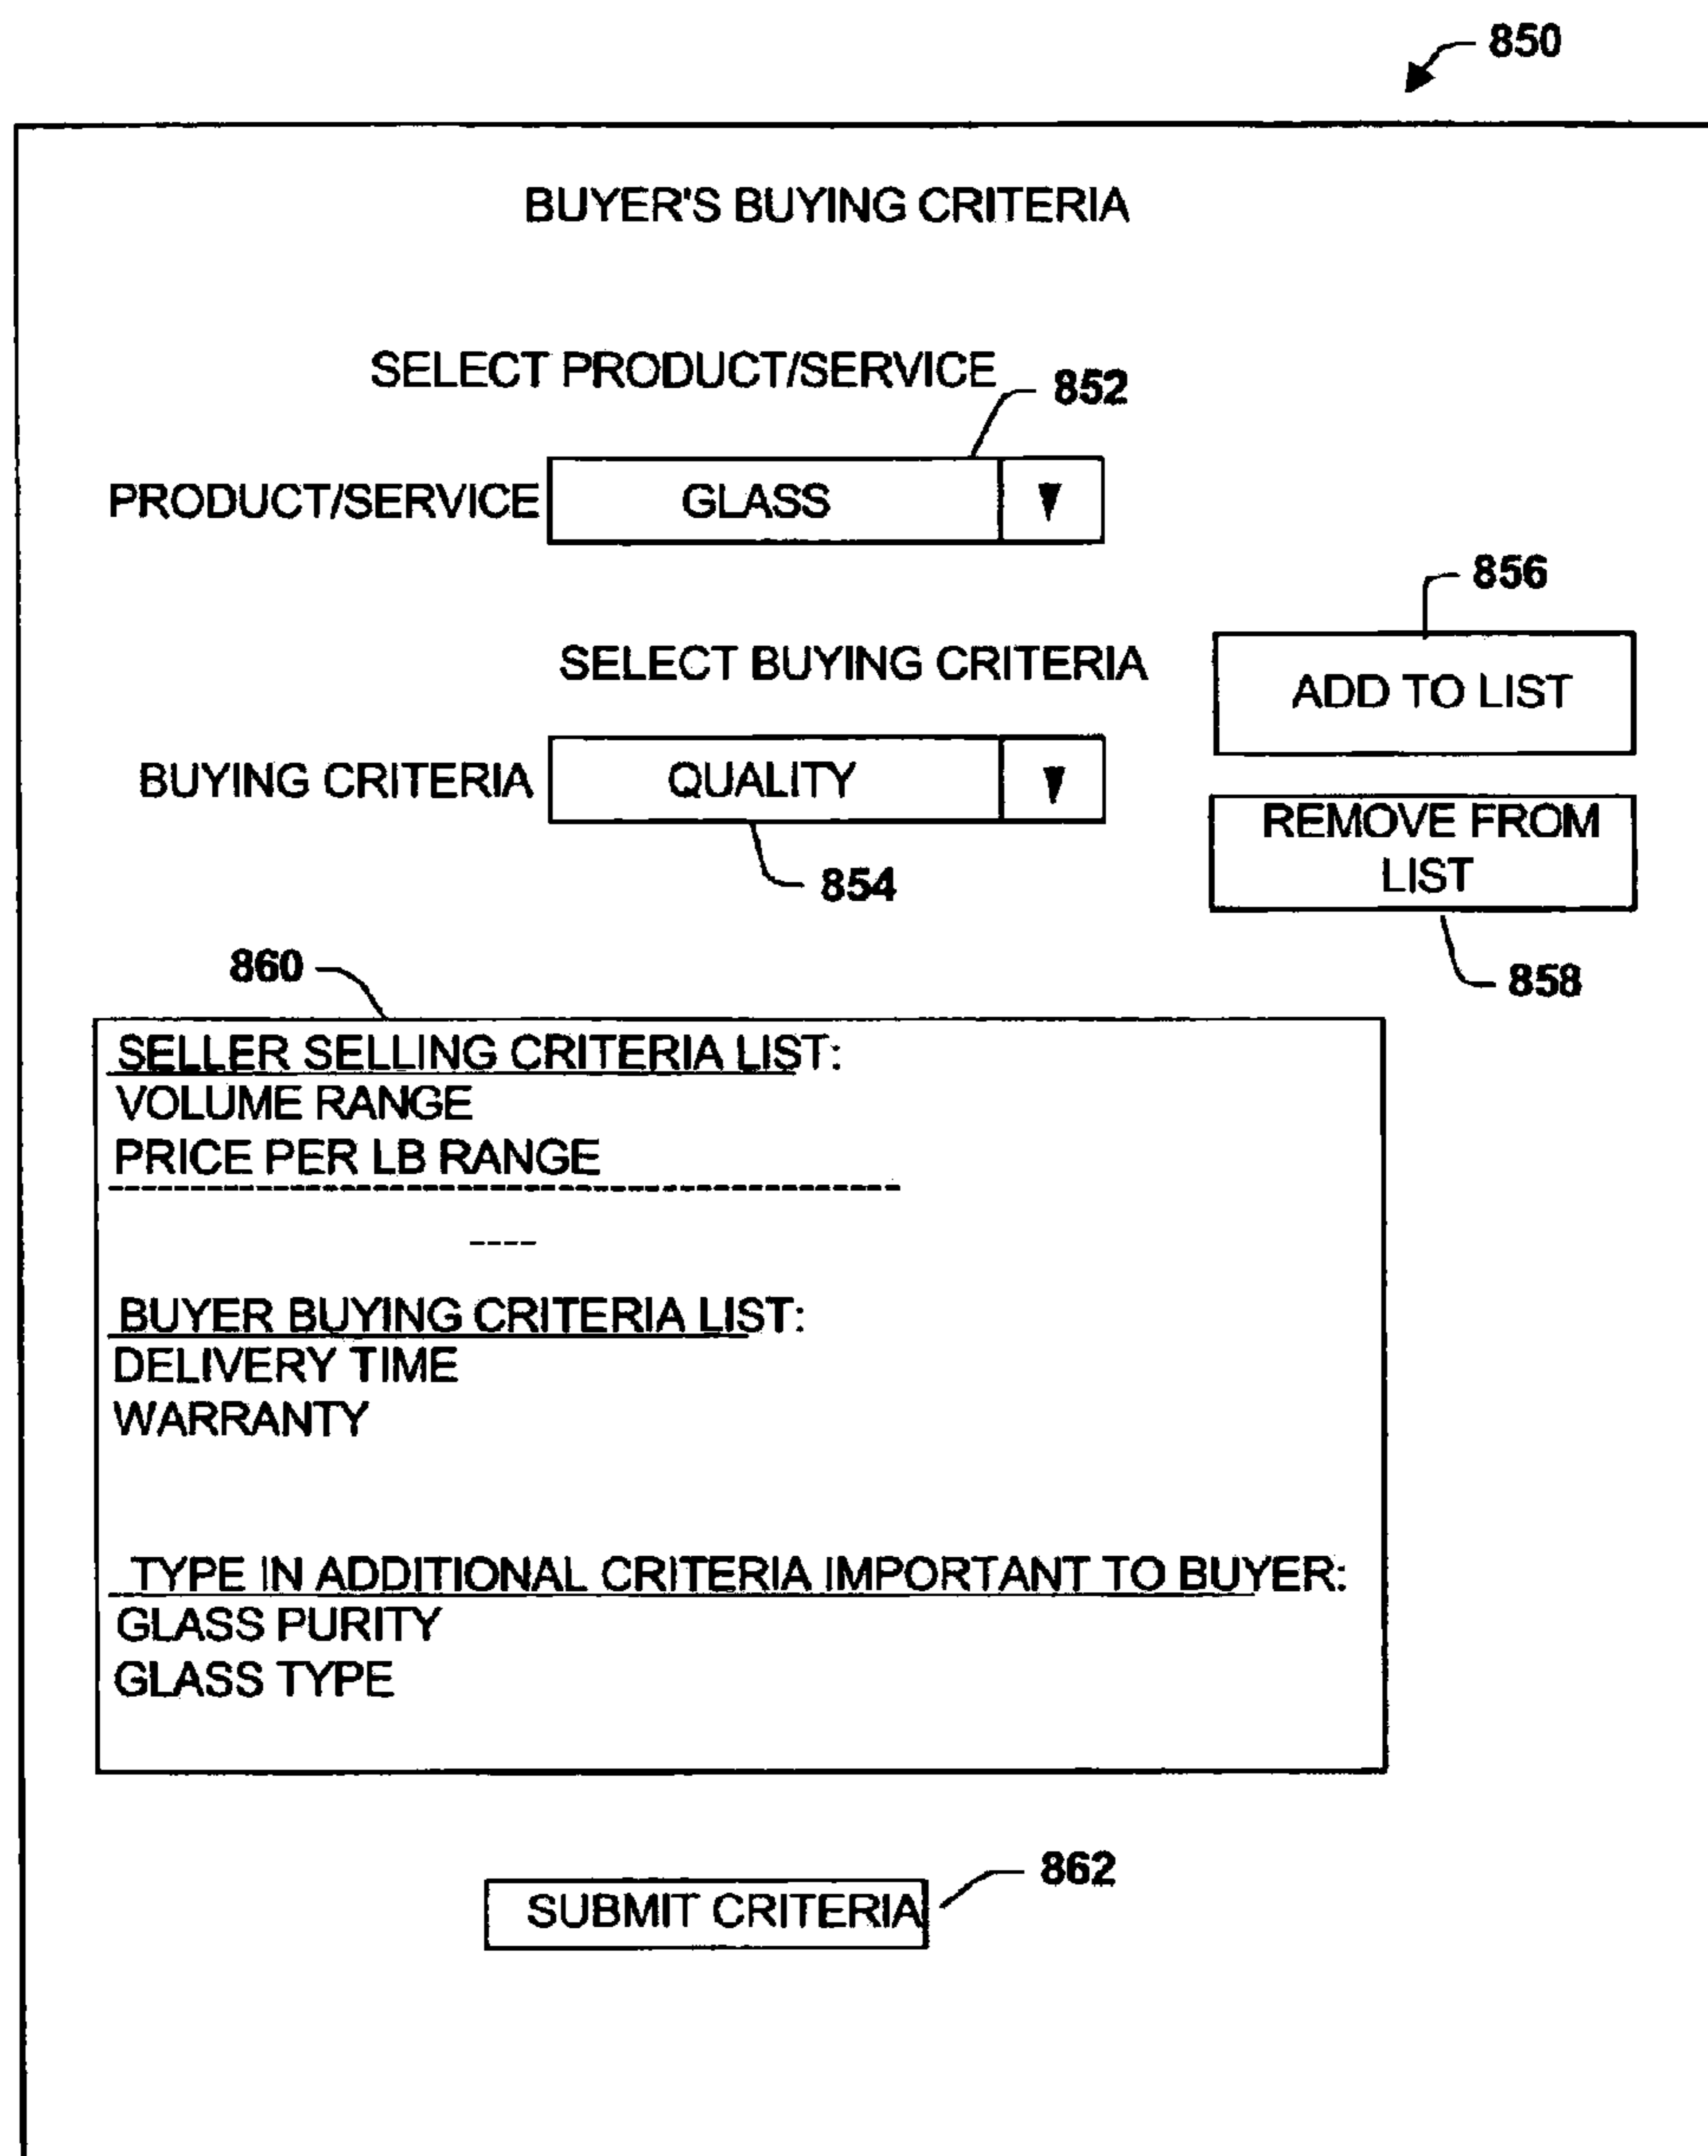 850
BUYER'S BUYING CRITERIA
SELECT PRODUCT/SERVICE
852
PRODUCT/SERVICE GLASS
856
SELECT BUYING CRITERIA
ADD TO LIST
BUYING CRITERIA QUALITY
REMOVE FROM
LIST
854
860
858
SELLER SELLING CRITERIA LIST:
VOLUME RANGE
PRICE PER LB RANGE
BUYER BUYING CRITERIA LIST:
DELIVERY TIME
WARRANTY
TYPE IN ADDITIONAL CRITERIA IMPORTANT TO BUYER:
GLASS PURITY
GLASS TYPE
862
SUBMIT CRITERIA